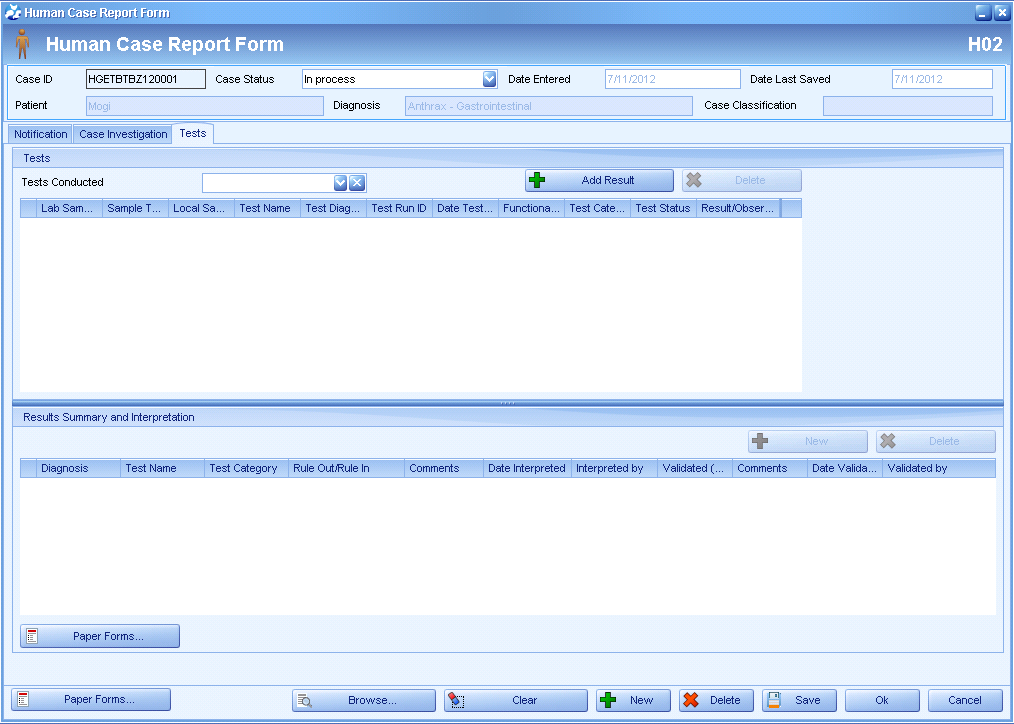 Human Case Report Form
Human Case Report Form H02
Case ID HGETBTBZ120001 Case Status In process Date Entered 7/11/2012 Date Last Saved 7/11/2012
Patient Mogi Diagnosis Anthrax - Gastrointestinal Case Classification
Notification Case Investigation Tests
Tests
Tests Conducted Add Result Delete
Lab Sam... Sample T... Local Sa... Test Name Test Diag... Test Run ID Date Test... Functiona... Test Cate... Test Status Result/Obser...
Results Summary and Interpretation
New Delete
Diagnosis Test Name Test Category Rule Out/Rule In Comments Date Interpreted Interpreted by Validated (... Comments Date Valida... Validated by
Paper Forms...
Paper Forms... Browse... Clear New Delete Save Ok Cancel